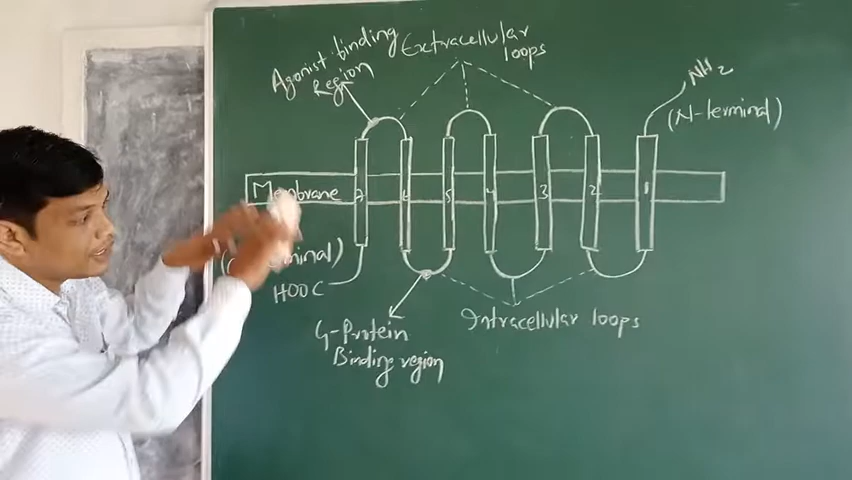 Agonist binding
Region
Extracellular
loops
NH2
(N-terminal)
Membrane
7
6
5
4
3
2
1
HOOC
G-Protein
Binding region
Intracellular loops